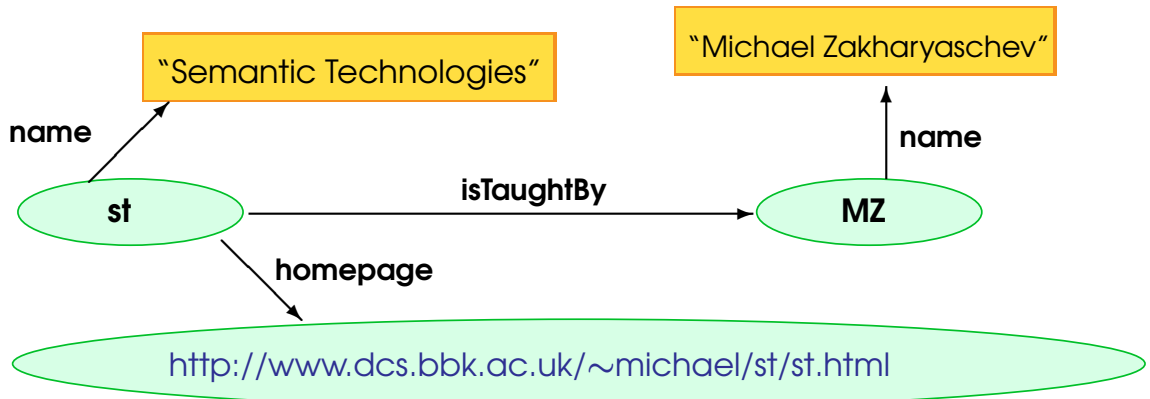 “Semantic Technologies”
“Michael Zakharyaschev”
name
name
st
isTaughtBy
MZ
homepage
http://www.dcs.bbk.ac.uk/∼michael/st/st.html